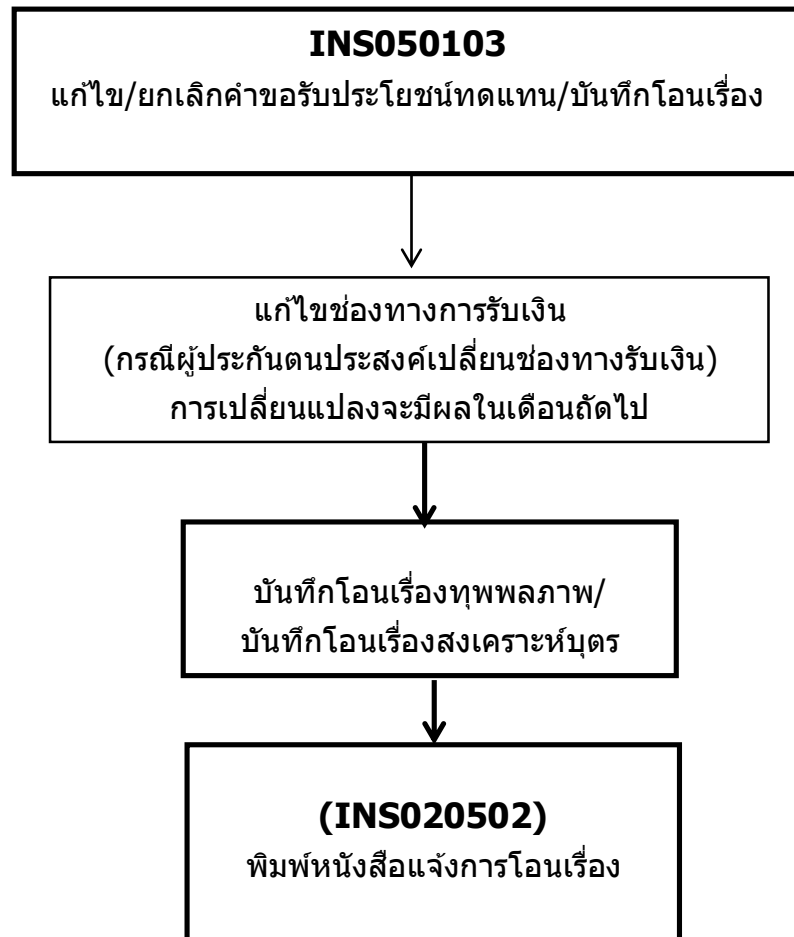 INS050103
แก้ไข/ยกเลิกคำขอรับประโยชน์ทดแทน/บันทึกโอนเรื่อง
แก้ไขช่องทางการรับเงิน
(กรณีผู้ประกันตนประสงค์เปลี่ยนช่องทางรับเงิน)
การเปลี่ยนแปลงจะมีผลในเดือนถัดไป
บันทึกโอนเรื่องทุพพลภาพ/
บันทึกโอนเรื่องสงเคราะห์บุตร
(INS020502)
พิมพ์หนังสือแจ้งการโอนเรื่อง